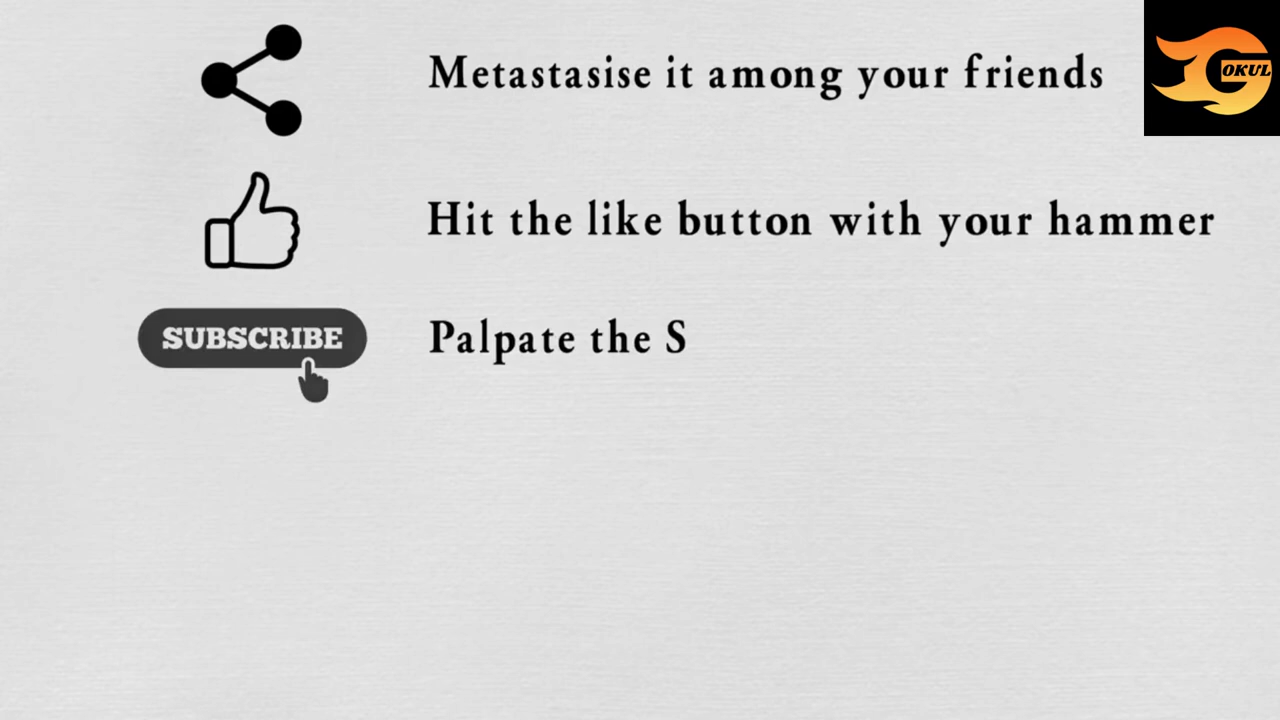 Metastasise it among your friends
OKUL
Hit the like button with your hammer
SUBSCRIBE
Palpate the S